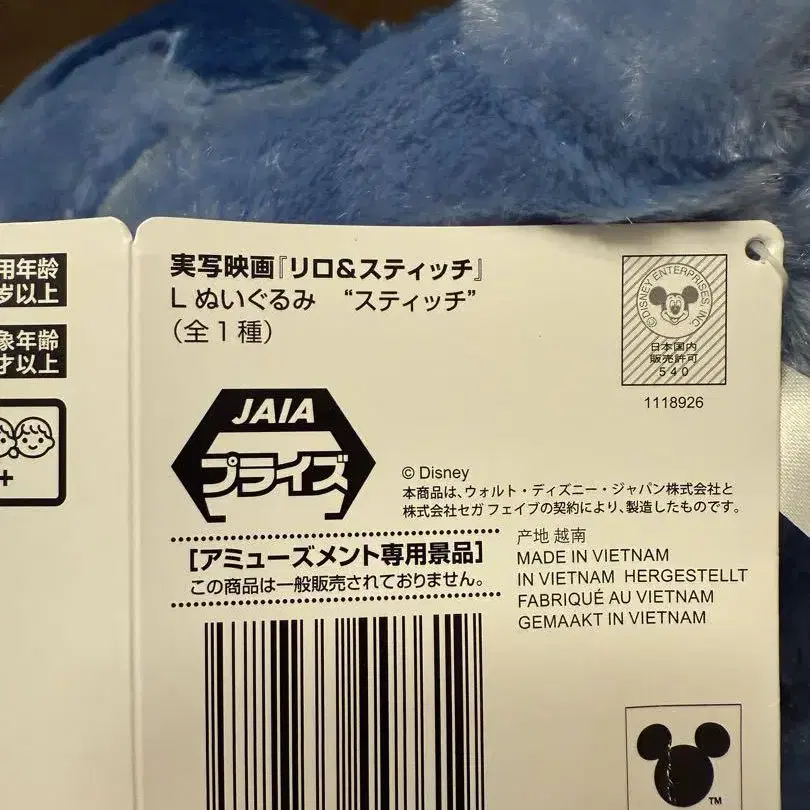 用年龄
岁以上
象年齢
才以上
+
実写映画『リロ&スティッチ』
L ぬいぐるみ “スティッチ”
(全1種)
©DISNEY ENTERPRISES, INC.
日本国内
販売許可
540
1118926
JAIA
プライズ
© Disney
本商品は、ウォルト・ディズニー・ジャパン株式会社と
株式会社セガ フェイブの契約により、製造したものです。
[アミューズメント専用景品]
この商品は一般販売されておりません。
产地 越南
MADE IN VIETNAM
IN VIETNAM HERGESTELLT
FABRIQUÉ AU VIETNAM
GEMAAKT IN VIETNAM
TM